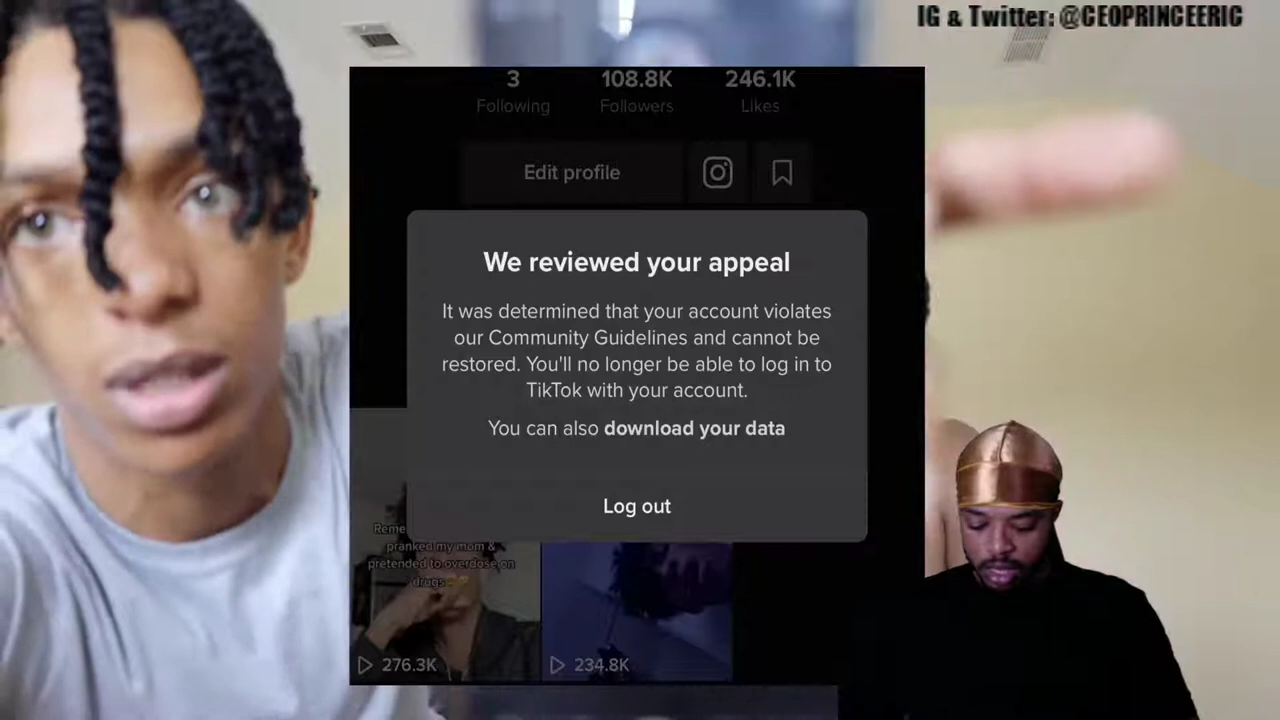 IG & Twitter: @CEOPRINCEERIC
3 108.8K 246.1K
Following Followers Likes
Edit profile
We reviewed your appeal
It was determined that your account violates
our Community Guidelines and cannot be
restored. You'll no longer be able to log in to
TikTok with your account.
You can also download your data
Log out
Reme
pranked my mom &
pretended to overdose on
drugs
276.3K 234.8K